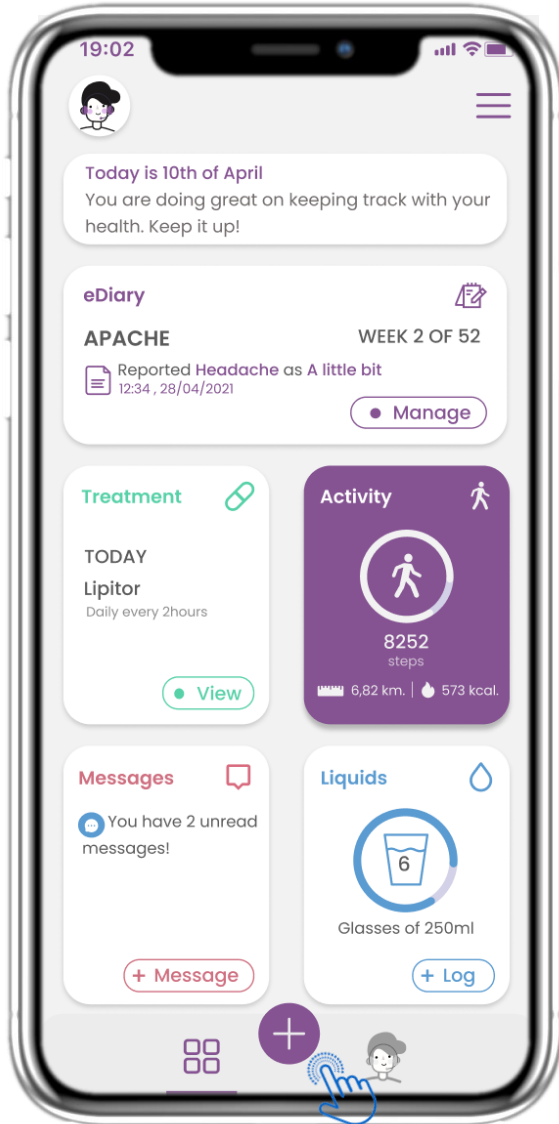 19:02
Today is 10th of April
You are doing great on keeping track with your
health. Keep it up!
eDiary
APACHE
WEEK 2 OF 52
Reported Headache as A little bit
12:34 , 28/04/2021
Manage
Treatment
TODAY
Lipitor
Daily every 2hours
View
Activity
8252
steps
6,82 km.
573 kcal.
Messages
You have 2 unread
messages!
+ Message
Liquids
6
Glasses of 250ml
+ Log